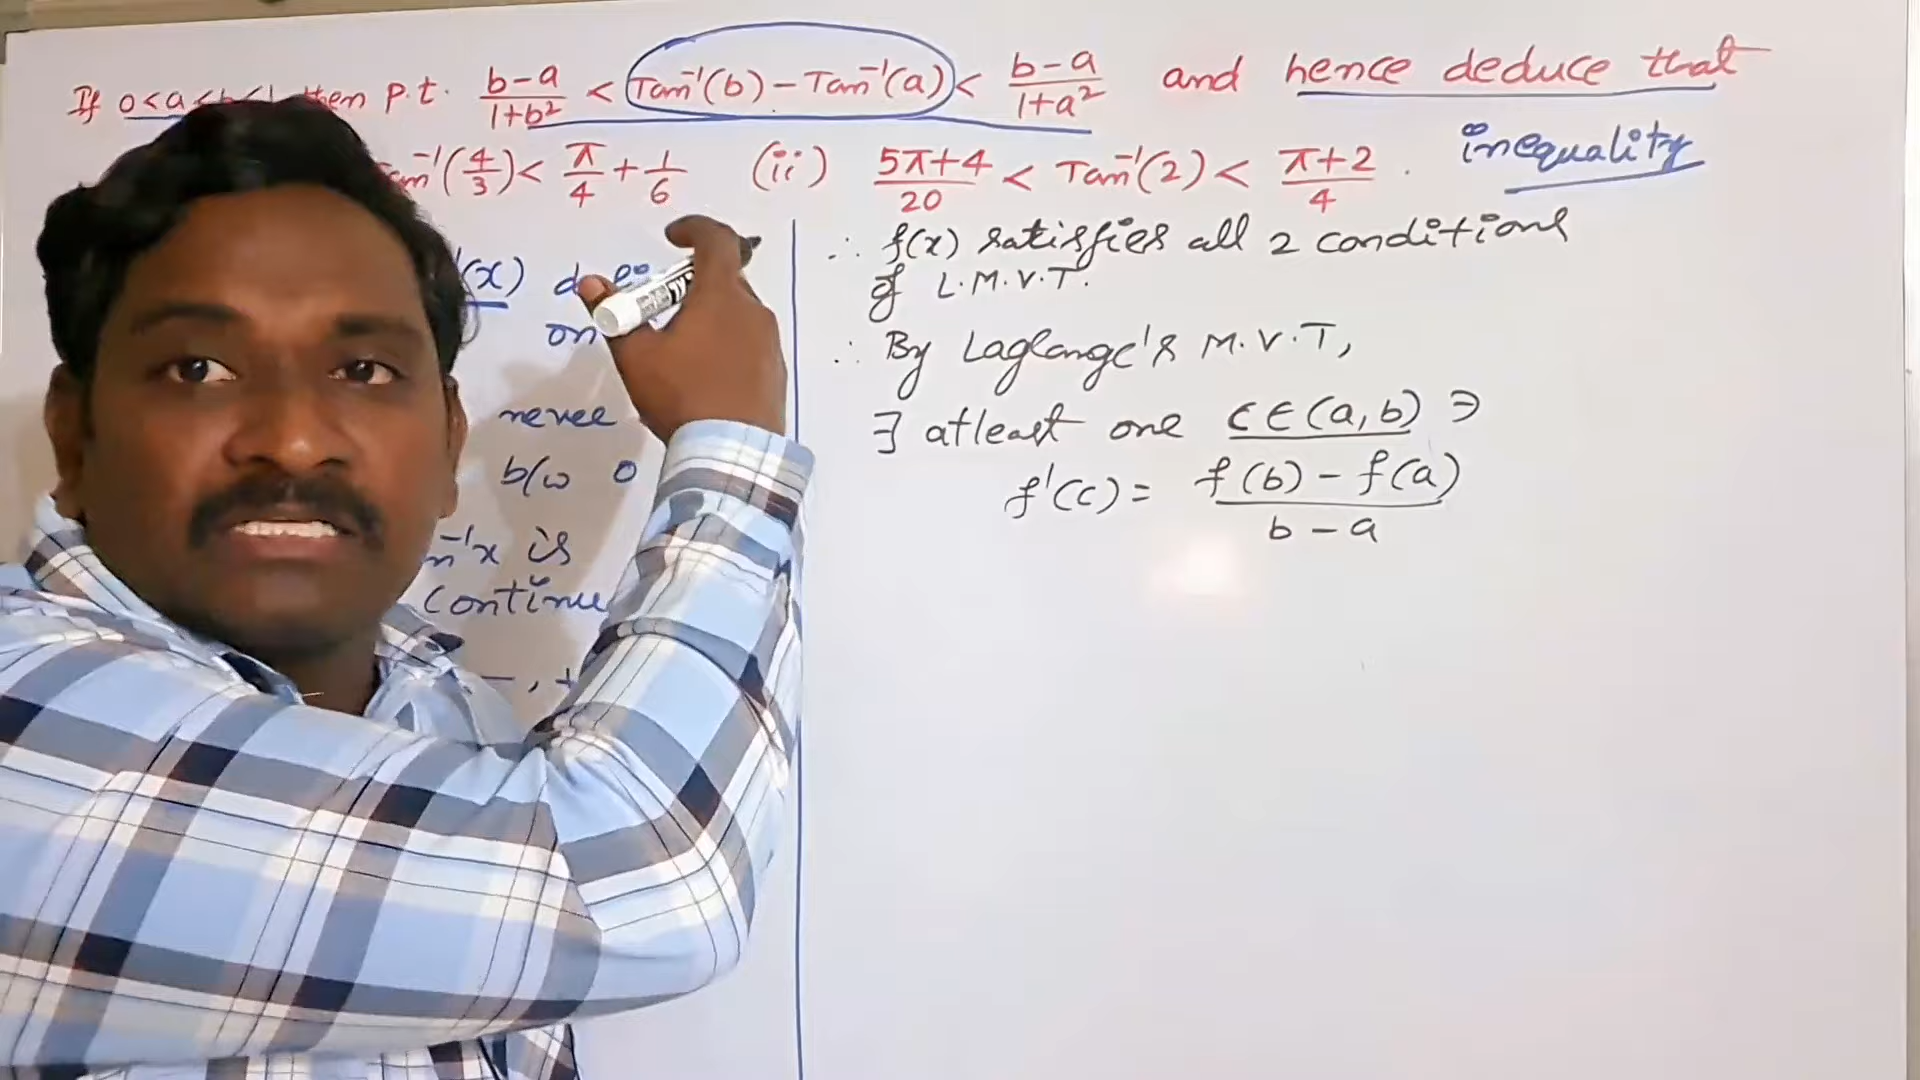 If 0<a<b<1 then p.t. (b-a)/(1+b²) < Tan⁻¹(b) - Tan⁻¹(a) < (b-a)/(1+a²) and hence deduce that
⁻¹(4/3) < π/4 + 1/6 (ii) (5π+4)/20 < Tan⁻¹(2) < (π+2)/4 . inequality
(x)
on
never
b/w 0
n⁻¹x is
continu
-, +
∴ f(x) satisfies all 2 conditions
of L.M.V.T.
∴ By Lagrange's M.V.T,
∃ atleast one c∈(a,b) ∋
f'(c) = (f(b) - f(a))/(b-a)